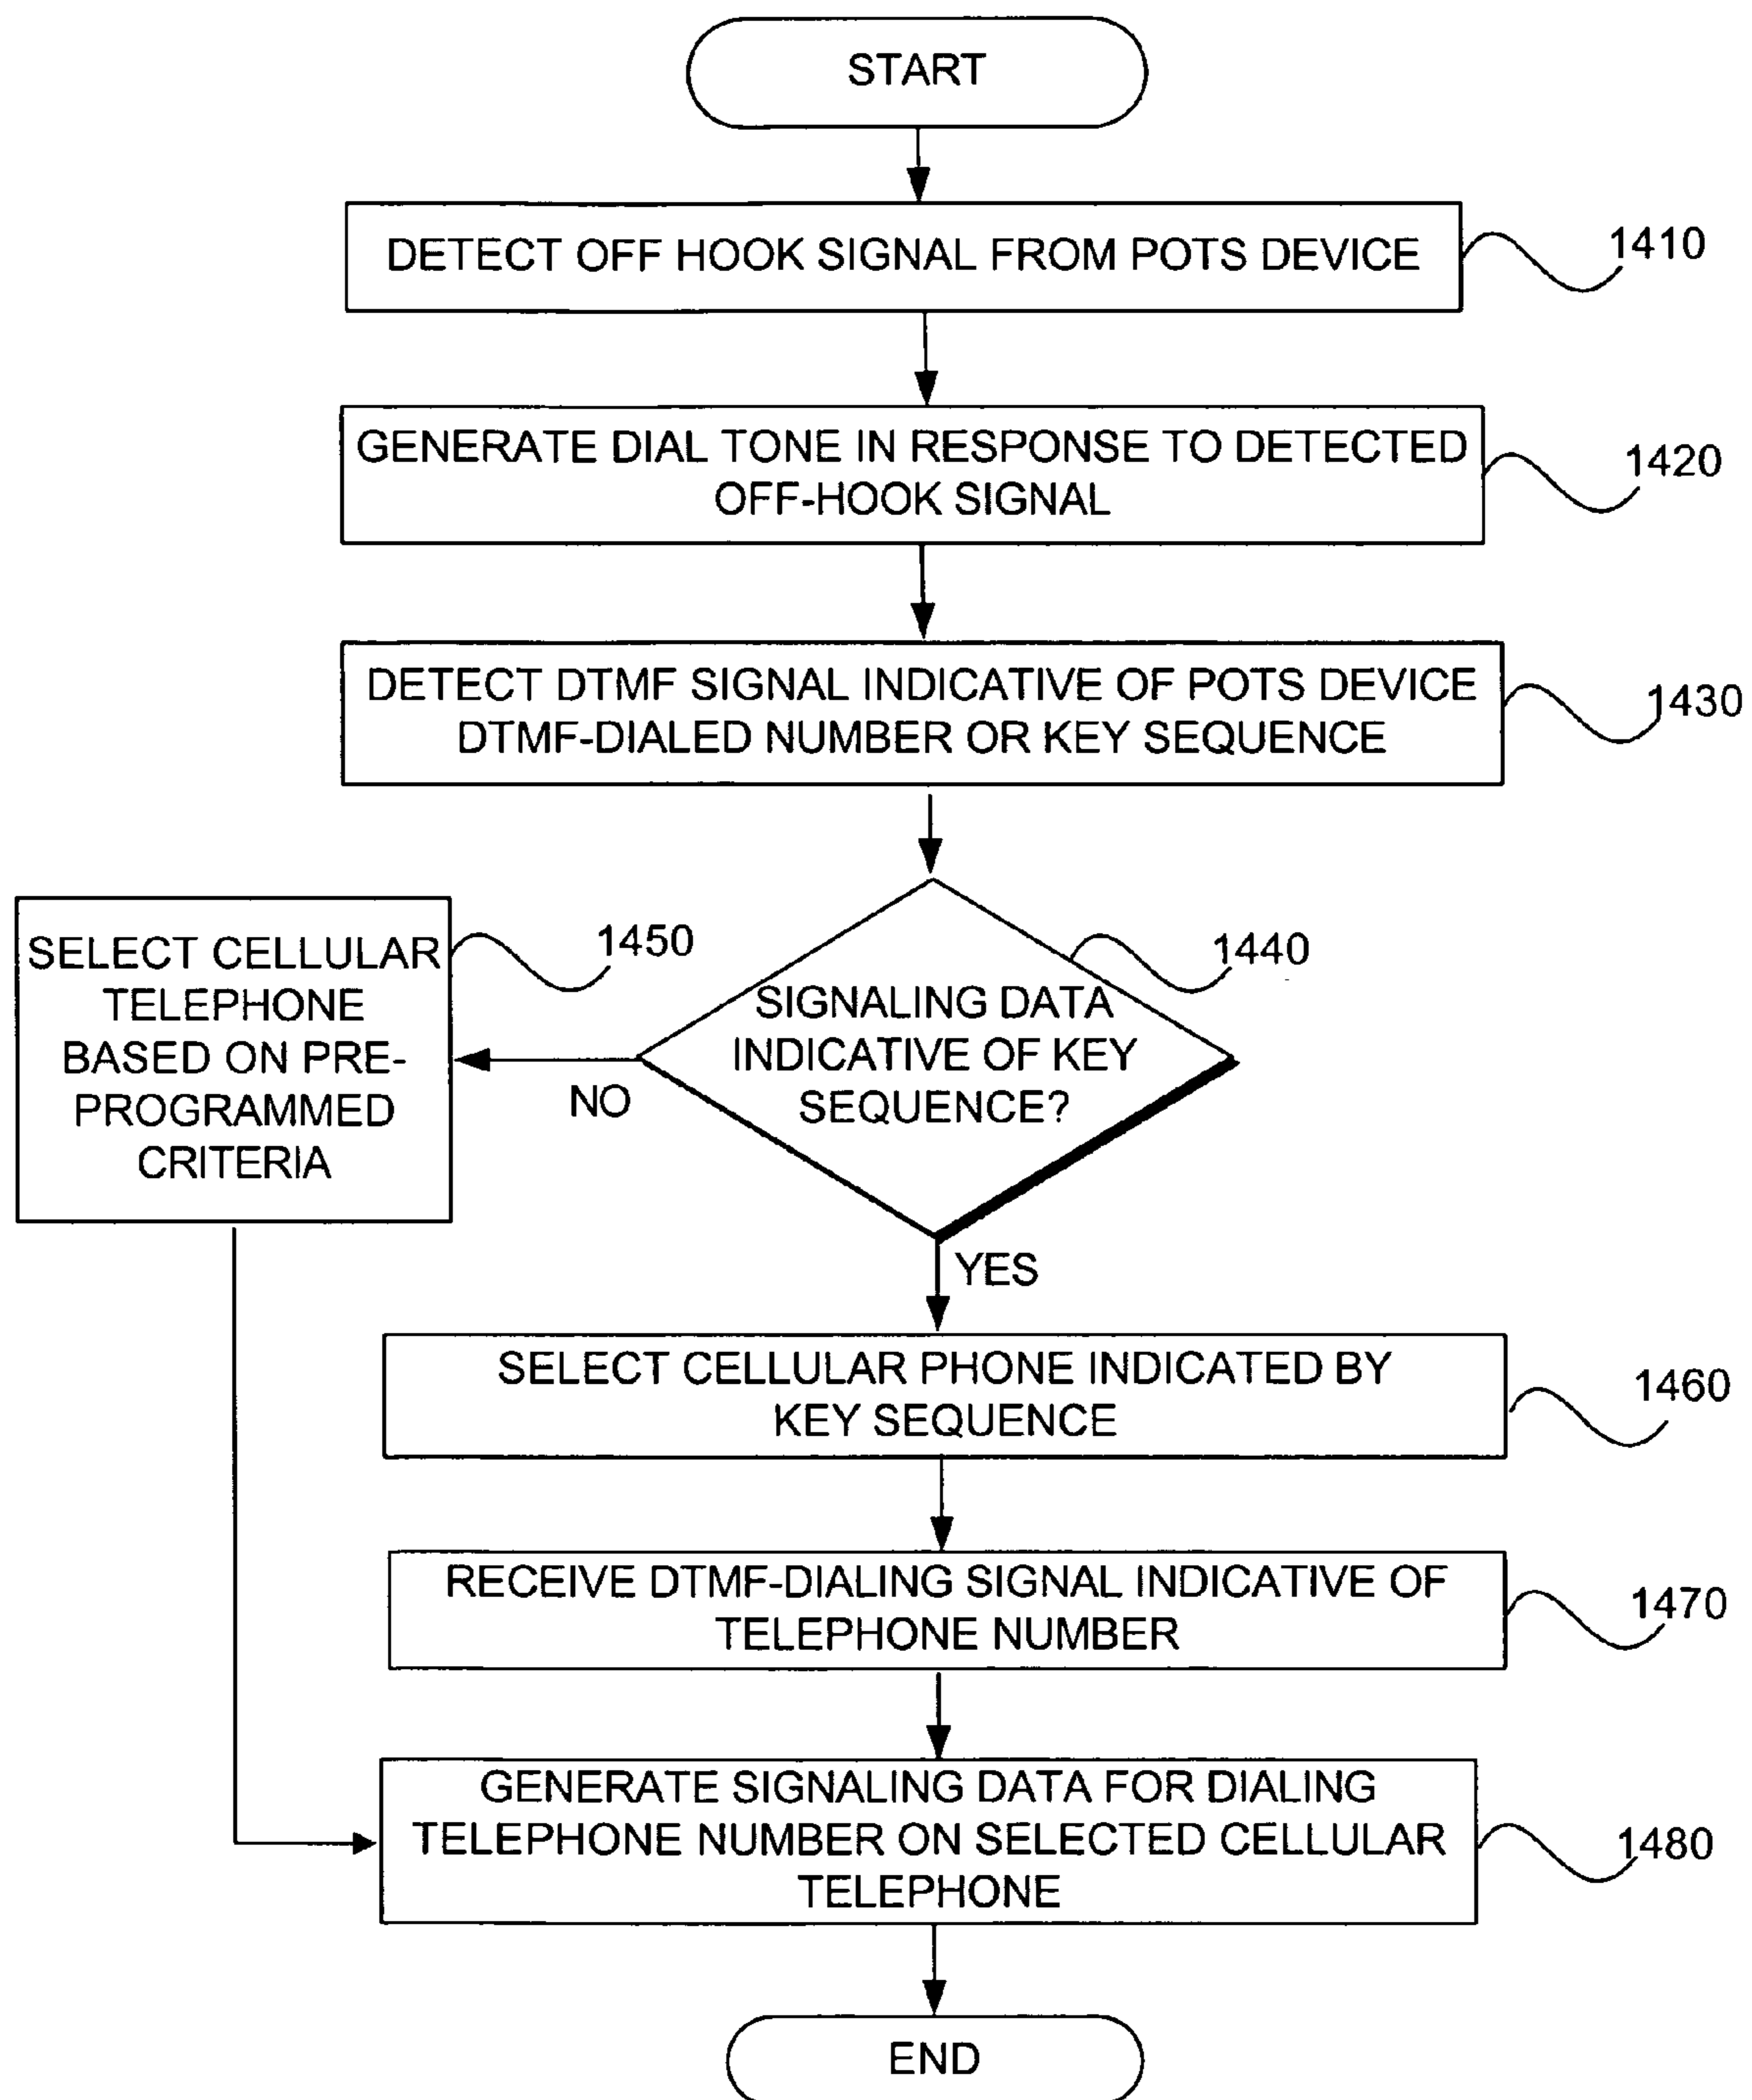 START
DETECT OFF HOOK SIGNAL FROM POTS DEVICE
1410
GENERATE DIAL TONE IN RESPONSE TO DETECTED
OFF-HOOK SIGNAL
1420
DETECT DTMF SIGNAL INDICATIVE OF POTS DEVICE
DTMF-DIALED NUMBER OR KEY SEQUENCE
1430
SELECT CELLULAR
TELEPHONE
BASED ON PRE-
PROGRAMMED
CRITERIA
1450
SIGNALING DATA
INDICATIVE OF KEY
SEQUENCE?
1440
NO
YES
SELECT CELLULAR PHONE INDICATED BY
KEY SEQUENCE
1460
RECEIVE DTMF-DIALING SIGNAL INDICATIVE OF
TELEPHONE NUMBER
1470
GENERATE SIGNALING DATA FOR DIALING
TELEPHONE NUMBER ON SELECTED CELLULAR
TELEPHONE
1480
END